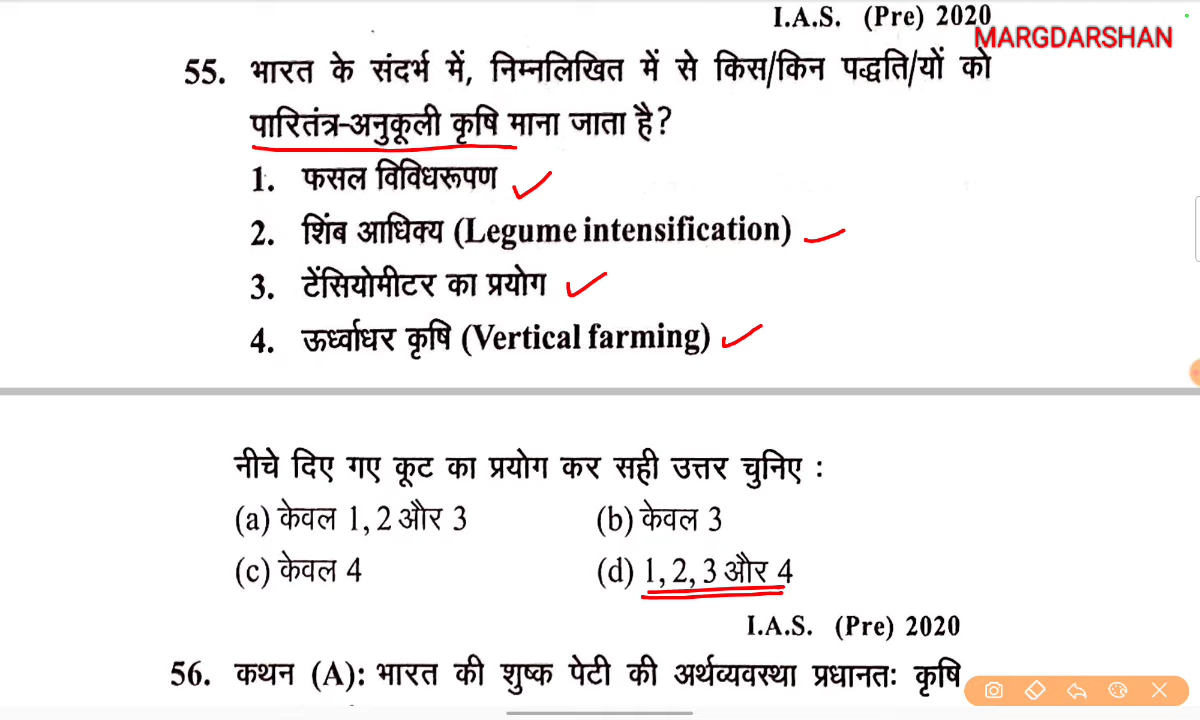 I.A.S. (Pre) 2020
MARGDARSHAN
55. भारत के संदर्भ में, निम्नलिखित में से किस/किन पद्धति/यों को
पारितंत्र-अनुकूली कृषि माना जाता है?
1. फसल विविधरूपण
2. शिंब आधिक्य (Legume intensification)
3. टेंसियोमीटर का प्रयोग
4. ऊर्ध्वाधर कृषि (Vertical farming)
नीचे दिए गए कूट का प्रयोग कर सही उत्तर चुनिए :
(a) केवल 1, 2 और 3 (b) केवल 3
(c) केवल 4 (d) 1, 2, 3 और 4
I.A.S. (Pre) 2020
56. कथन (A): भारत की शुष्क पेटी की अर्थव्यवस्था प्रधानतः कृषि